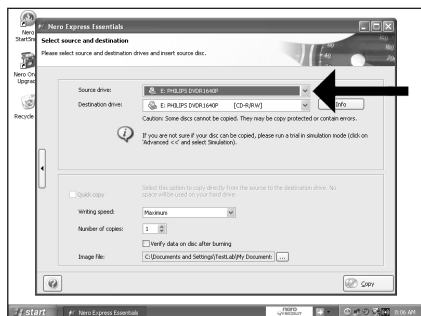 Nero
StartSm
Nero On
Upgrad
Recycle
Nero Express Essentials
Select source and destination
Please select source and destination drives and insert source disc.
Source drive: E: PHILIPS DVDR1640P
Destination drive: E: PHILIPS DVDR1640P [CD-R/RW] Info
Caution: Some discs cannot be copied. They may be copy protected or contain errors.
If you are not sure if your disc can be copied, please run a trial in simulation mode (click on
'Advanced << and select Simulation).
Quick copy
Select this option to copy directly from the source to the destination drive. No
space will be used on your hard drive.
Writing speed: Maximum
Number of copies: 1
Verify data on disc after burning
Image file: C:\Documents and Settings\TestLab\My Document: ...
Copy
start Nero Express Essentials nero 8:06 AM